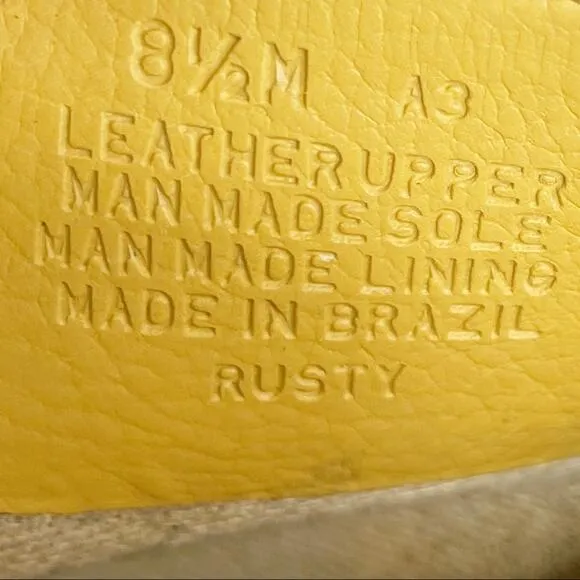 8½M A3
LEATHER UPPER
MAN MADE SOLE
MAN MADE LINING
MADE IN BRAZIL
RUSTY